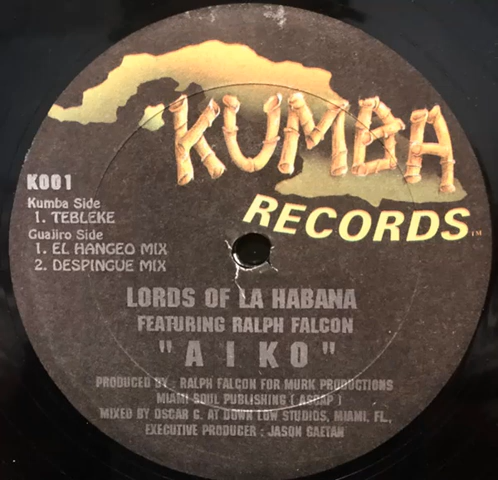 KUMBA
RECORDS™
K001
Kumba Side
1. TEBLEKE
Guajiro Side
1. EL HANGEO MIX
2. DESPINGUE MIX
LORDS OF LA HABANA
FEATURING RALPH FALCON
"AIKO"
PRODUCED BY : RALPH FALCON FOR MURK PRODUCTIONS
MIAMI SOUL PUBLISHING ( ASCAP )
MIXED BY OSCAR G. AT DOWN LOW STUDIOS, MIAMI, FL.,
EXECUTIVE PRODUCER : JASON GAETAN